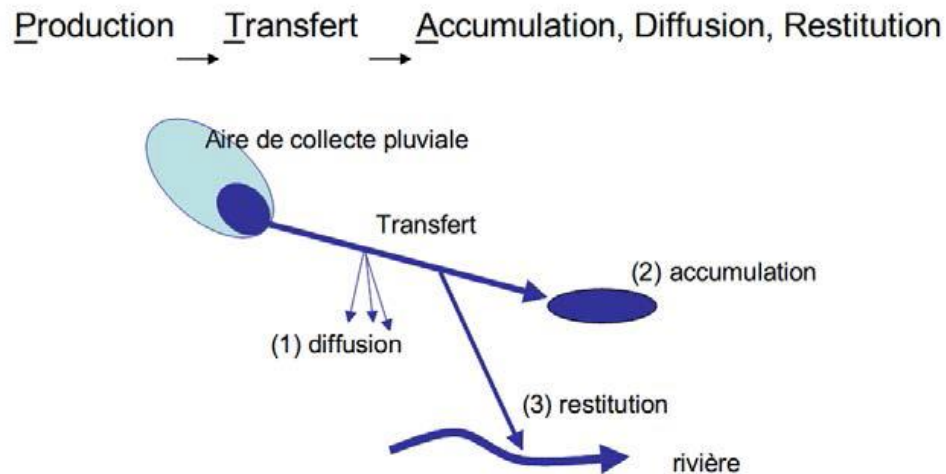 Production → Transfert → Accumulation, Diffusion, Restitution
Aire de collecte pluviale
Transfert
(2) accumulation
(1) diffusion
(3) restitution
rivière